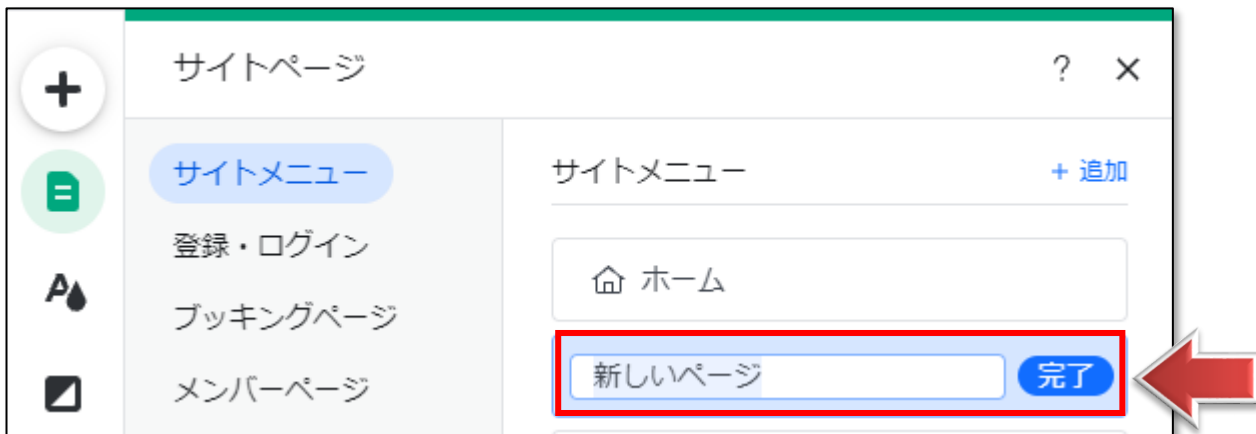 サイトページ
?
×
サイトメニュー
登録・ログイン
ブッキングページ
メンバーページ
サイトメニュー
+ 追加
ホーム
新しいページ
完了